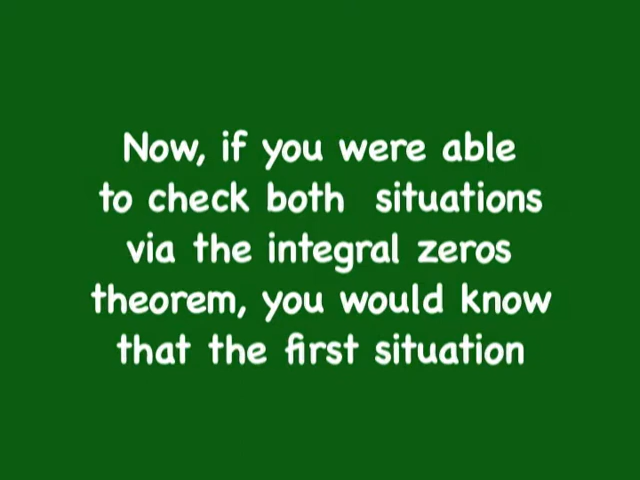 Now, if you were able
to check both  situations
via the integral zeros
theorem, you would know
that the first situation